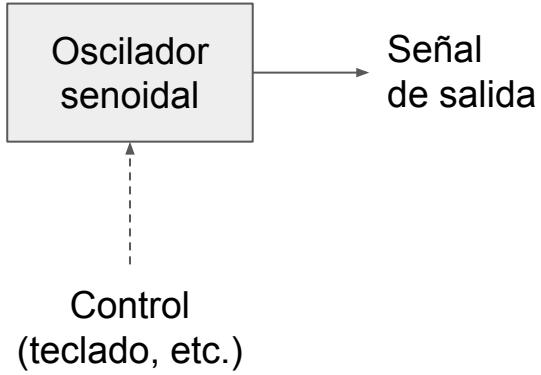 Oscilador
senoidal
Señal
de salida
Control
(teclado, etc.)